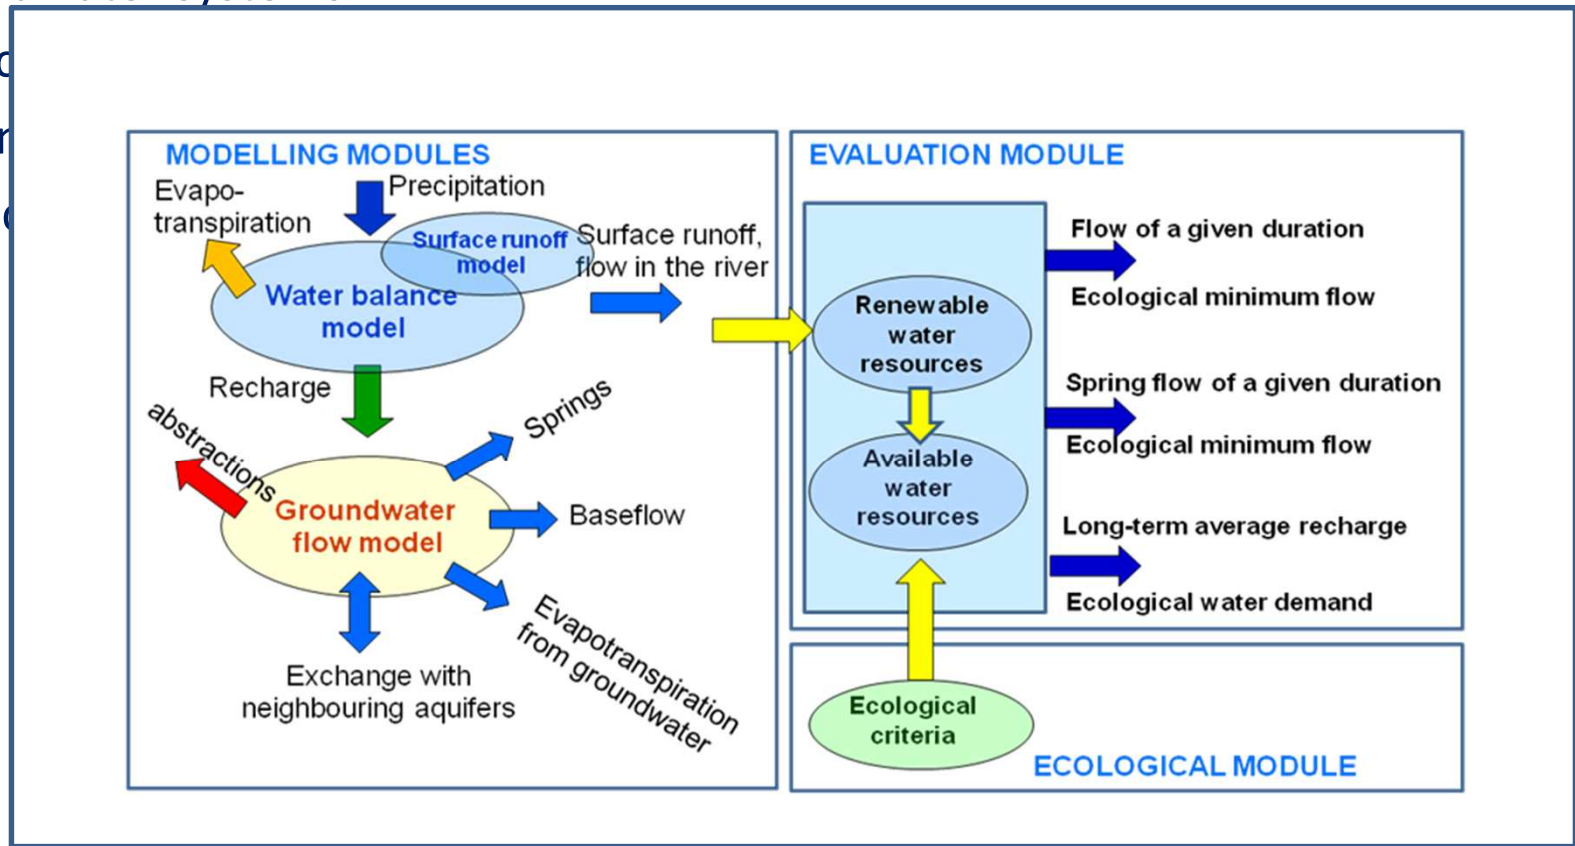 MODELLING MODULES
Evapo-
transpiration
Precipitation
Surface runoff
model
Surface runoff,
flow in the river
Water balance
model
Recharge
abstractions
Springs
Groundwater
flow model
Baseflow
Evapotranspiration
from groundwater
Exchange with
neighbouring aquifers
EVALUATION MODULE
Renewable
water
resources
Available
water
resources
Flow of a given duration
Ecological minimum flow
Spring flow of a given duration
Ecological minimum flow
Long-term average recharge
Ecological water demand
Ecological
criteria
ECOLOGICAL MODULE